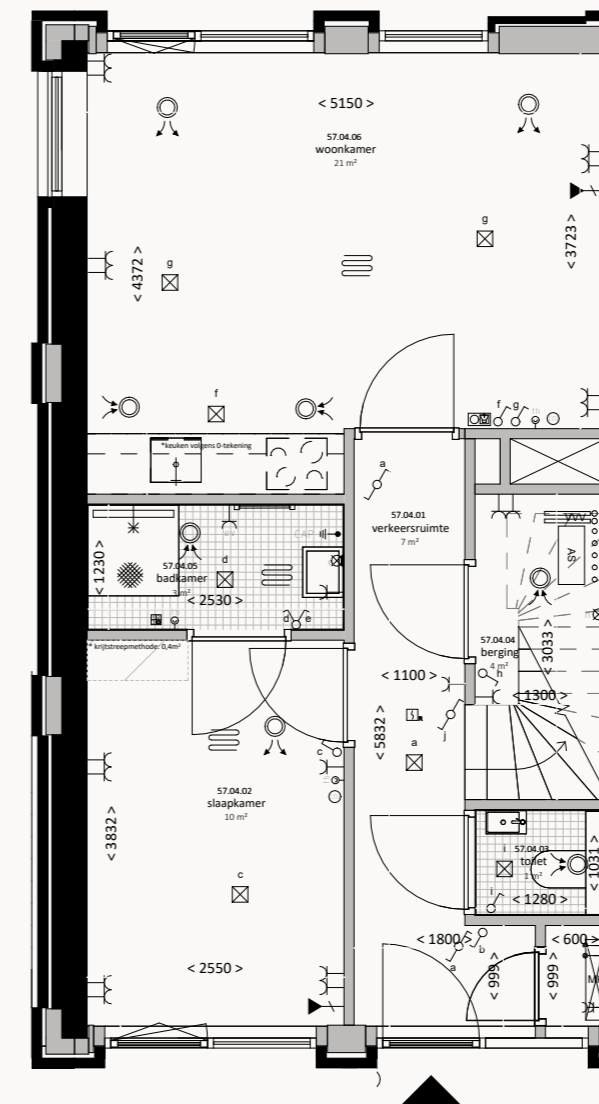 < 5150 >
57.04.06
woonkamer
21 m²
g
< 3723 >
< 4372 >
g
f
f g
*keuken volgens 0-tekening
a
57.04.01
verkeersruimte
7 m²
CAP
d
57.04.05
badkamer
3 m²
< 1230 >
< 2530 >
d e
AS
57.04.04
berging
4 m²
< 3033 >
h
< 1300 >
* krijtstreepmethode: 0,4m²
< 1100 >
j
< 5832 >
a
c
57.04.02
slaapkamer
10 m²
< 3832 >
c
i
57.04.03
toilet
1 m²
< 1031 >
< 1280 >
i
< 1800 >
a
b
< 600 >
< 999 >
< 999 >
< 2550 >